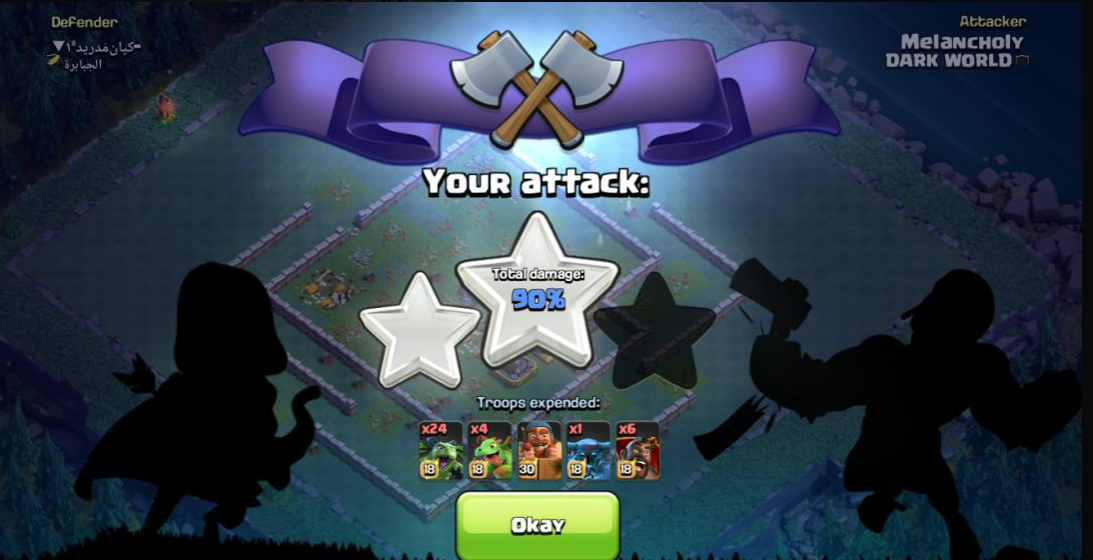 Defender
▼كيان مدريد¹
الجبابرة
Attacker
Melancholy
DARK WORLD
Your attack:
Total damage:
90%
Troops expended:
x24
x4
x1
x6
18
18
30
18
18
Okay